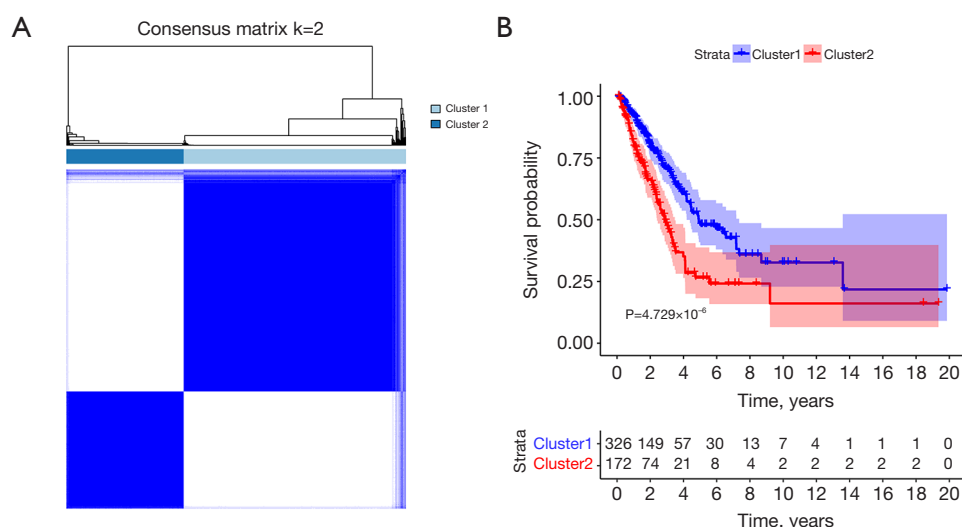 A
Consensus matrix k=2
Cluster 1
Cluster 2
B
Strata Cluster1 Cluster2
Survival probability
1.00
0.75
0.50
0.25
0.00
P=4.729×10⁻⁶
0 2 4 6 8 10 12 14 16 18 20
Time, years
Strata
Cluster1 326 149 57 30 13 7 4 1 1 1 0
Cluster2 172 74 21 8 4 2 2 2 2 2 0
0 2 4 6 8 10 12 14 16 18 20
Time, years